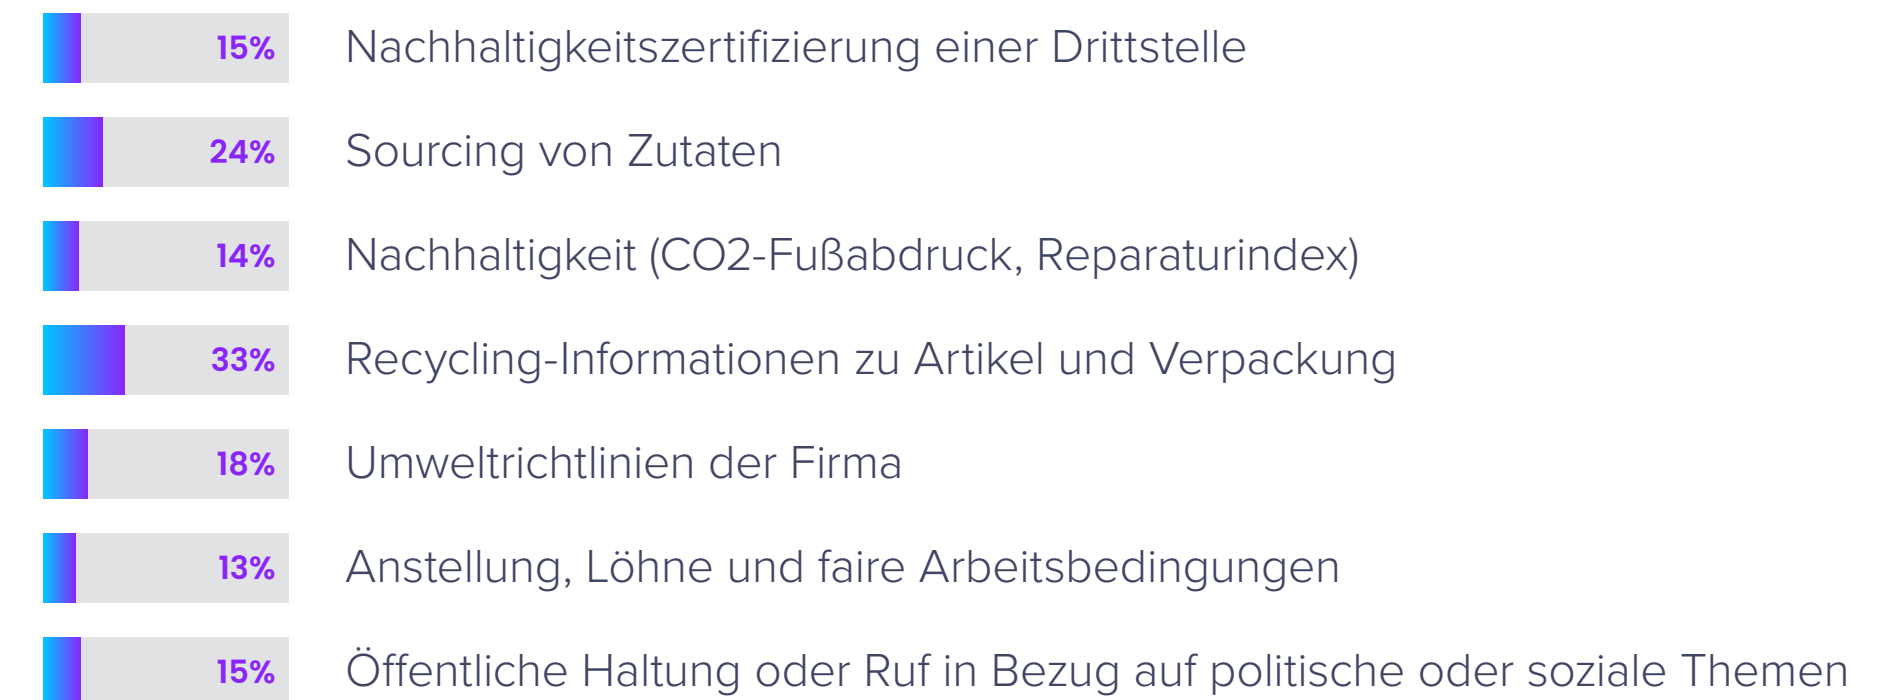 15% Nachhaltigkeitszertifizierung einer Drittstelle
24% Sourcing von Zutaten
14% Nachhaltigkeit (CO2-Fußabdruck, Reparaturindex)
33% Recycling-Informationen zu Artikel und Verpackung
18% Umweltrichtlinien der Firma
13% Anstellung, Löhne und faire Arbeitsbedingungen
15% Öffentliche Haltung oder Ruf in Bezug auf politische oder soziale Themen